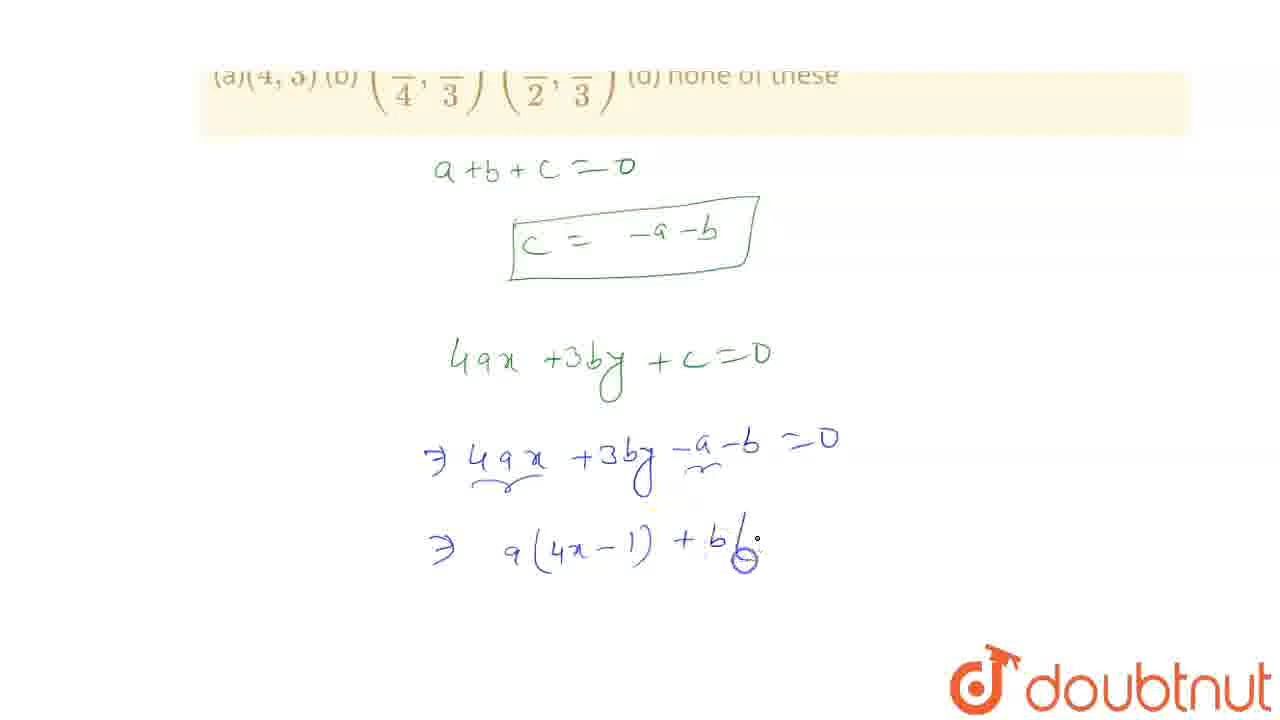 (a)(4, 3) (b) ( /4, /3) ( /2, /3) (d) none of these
a + b + c = 0
c = -a - b
4ax + 3by + c = 0
⇒ 4ax + 3by - a - b = 0
⇒ a(4x - 1) + b(
doubtnut